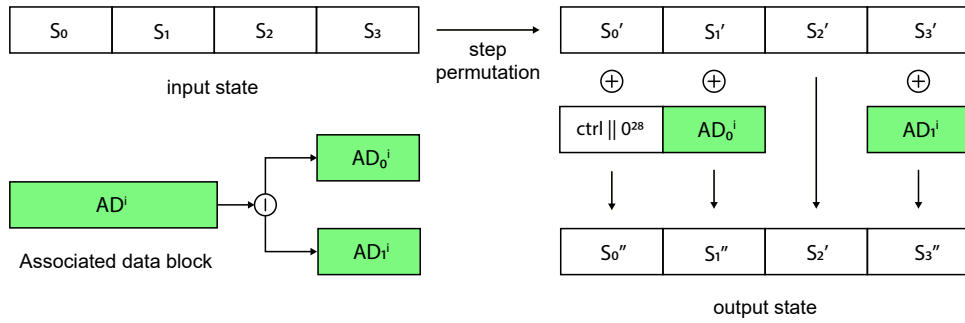 S₀ S₁ S₂ S₃
input state
step
permutation
S₀′ S₁′ S₂′ S₃′
ctrl || 0²⁸ AD₀ⁱ AD₁ⁱ
AD₀ⁱ
ADⁱ
AD₁ⁱ
Associated data block
S₀″ S₁″ S₂′ S₃″
output state